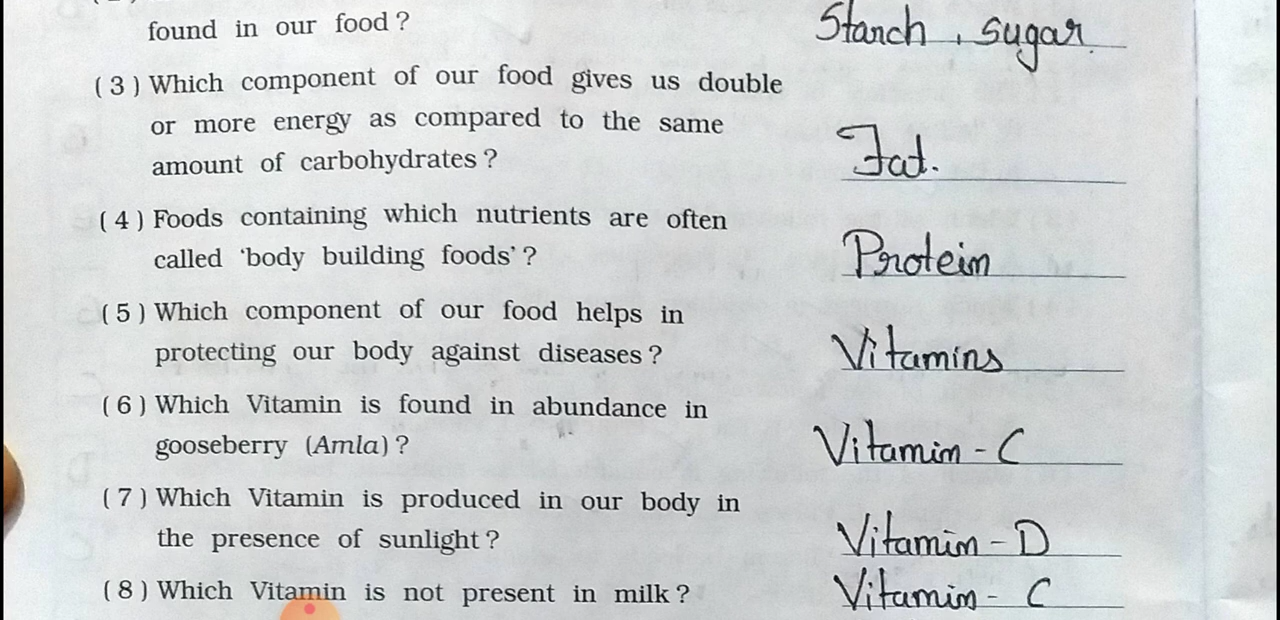 found in our food ? Starch , sugar
( 3 ) Which component of our food gives us double
or more energy as compared to the same
amount of carbohydrates ? Fat.
( 4 ) Foods containing which nutrients are often
called ‘body building foods’ ? Protein
( 5 ) Which component of our food helps in
protecting our body against diseases ? Vitamins
( 6 ) Which Vitamin is found in abundance in
gooseberry (Amla) ? Vitamin - C
( 7 ) Which Vitamin is produced in our body in
the presence of sunlight ? Vitamin - D
( 8 ) Which Vitamin is not present in milk ? Vitamin - C